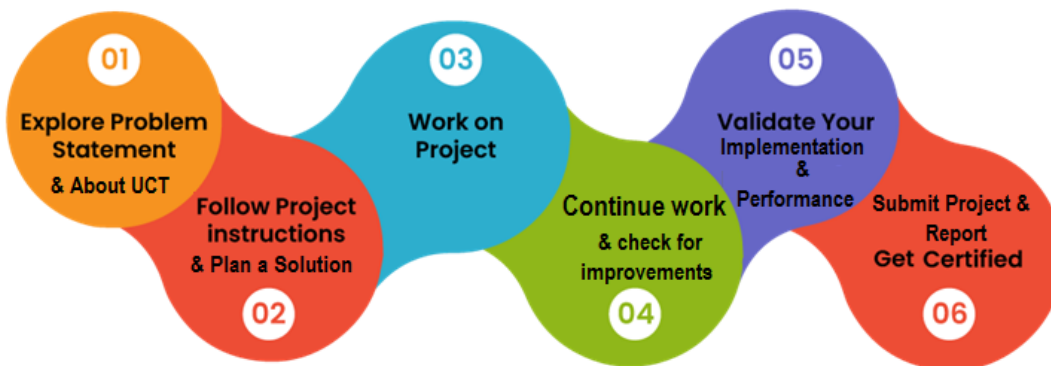 01
Explore Problem
Statement
& About UCT
Follow Project
instructions
& Plan a Solution
02
03
Work on
Project
Continue work
& check for
improvements
04
05
Validate Your
Implementation
&
Performance
Submit Project &
Report
Get Certified
06